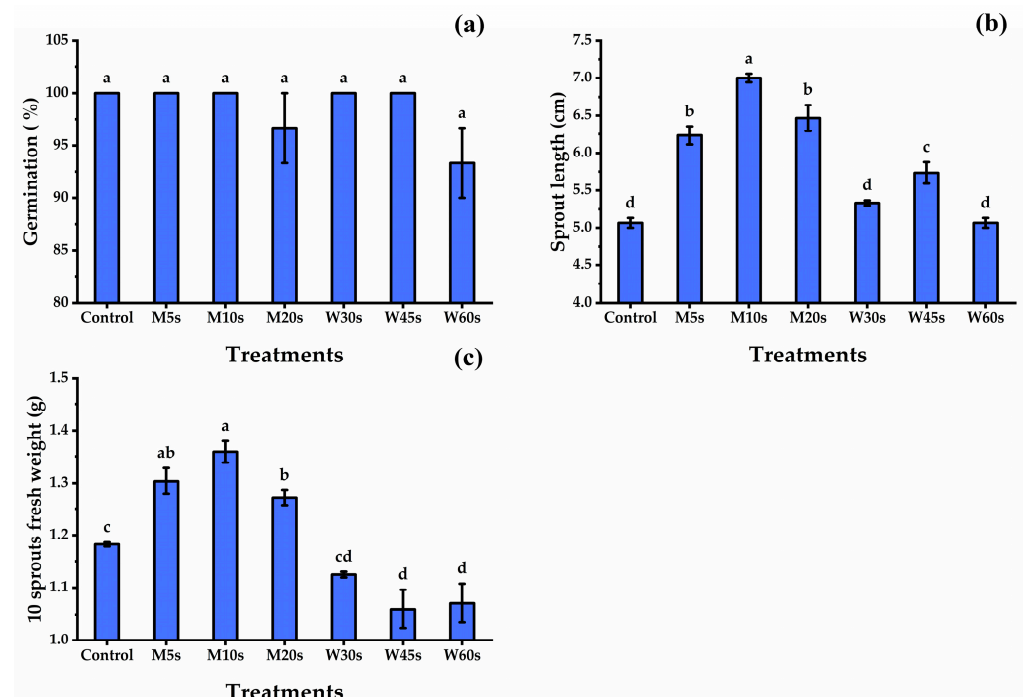 (a)
Germination ( %)
105
100
95
90
85
80
a a a a a a a
Control M5s M10s M20s W30s W45s W60s
Treatments
(b)
Sprout length (cm)
7.5
7.0
6.5
6.0
5.5
5.0
4.5
4.0
d b a b d c d
Control M5s M10s M20s W30s W45s W60s
Treatments
(c)
10 sprouts fresh weight (g)
1.5
1.4
1.3
1.2
1.1
1.0
c ab a b cd d d
Control M5s M10s M20s W30s W45s W60s
Treatments